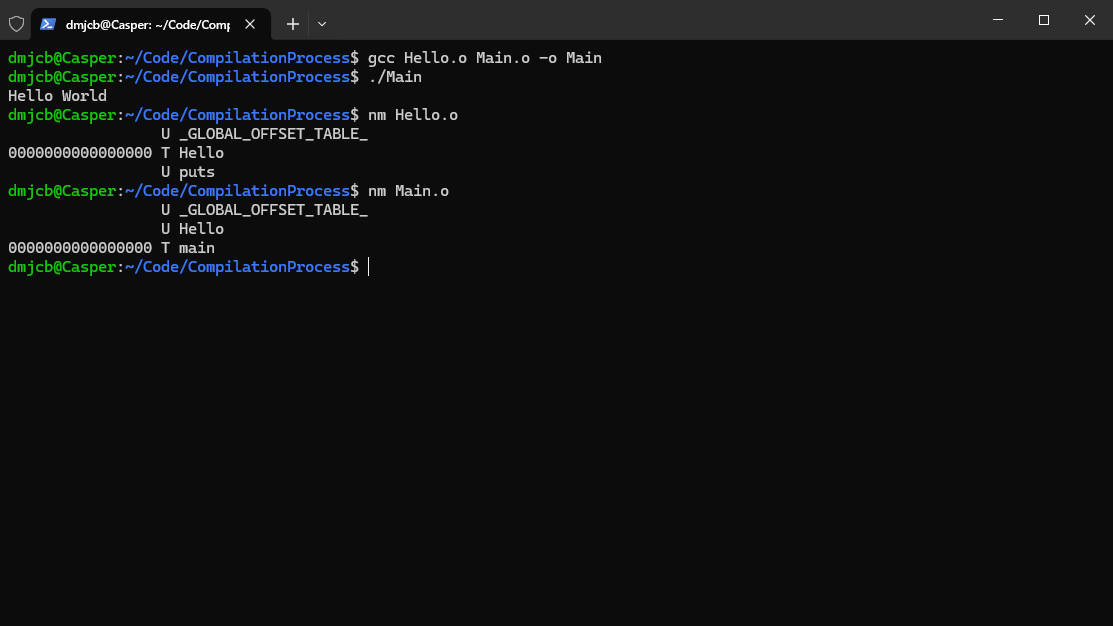 dmjcb@Casper: ~/Code/Comp
dmjcb@Casper:~/Code/CompilationProcess$ gcc Hello.o Main.o -o Main
dmjcb@Casper:~/Code/CompilationProcess$ ./Main
Hello World
dmjcb@Casper:~/Code/CompilationProcess$ nm Hello.o
                 U _GLOBAL_OFFSET_TABLE_
0000000000000000 T Hello
                 U puts
dmjcb@Casper:~/Code/CompilationProcess$ nm Main.o
                 U _GLOBAL_OFFSET_TABLE_
                 U Hello
0000000000000000 T main
dmjcb@Casper:~/Code/CompilationProcess$